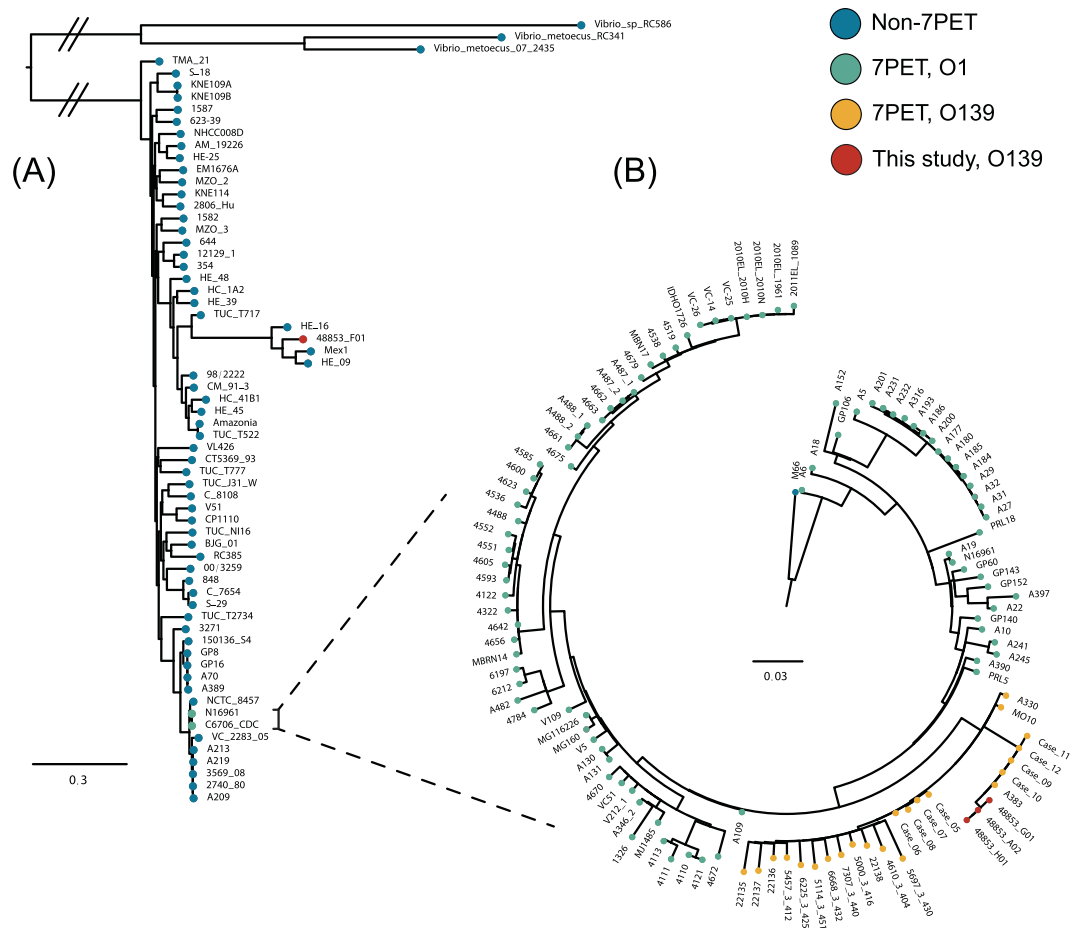 Non-7PET
7PET, O1
7PET, O139
This study, O139
(A)
Vibrio_sp_RC586
Vibrio_metoecus_RC341
Vibrio_metoecus_07_2435
TMA_21
S-18
KNE109A
KNE109B
1587
623-39
NHCC008D
AM_19226
HE-25
EM1676A
MZO_2
KNE114
2806_Hu
1582
MZO_3
644
12129_1
354
HE_48
HC_1A2
HE_39
TUC_T717
HE_16
48853_F01
Mex1
HE_09
98/2222
CM_91_3
HC_41B1
HE_45
Amazonia
TUC_T522
VL426
CT5369_93
TUC_T777
TUC_J31_W
C_8108
V51
CP1110
TUC_NI16
BJG_01
RC385
00/3259
848
C_7654
S-29
TUC_T2734
3271
150136_S4
GP8
GP16
A70
A389
NCTC_8457
N16961
C6706_CDC
VC_2283_05
A213
A219
3569_08
2740_80
A209
0.3
(B)
M66
A6
A18
A152
GP106
A5
A201
A231
A232
A316
A193
A186
A200
A177
A180
A185
A184
A29
A32
A31
A27
PRL18
A19
N16961
GP60
GP143
GP152
A397
A22
GP140
A10
A241
A245
A390
PRL5
A330
MO10
Case_11
Case_12
Case_09
Case_10
A383
48853_G01
48853_A02
48853_H01
Case_05
Case_07
Case_08
Case_06
5697_3_430
4610_3_404
22138
5000_3_416
7307_3_440
6668_3_432
5114_3_451
6225_3_425
5457_3_412
22136
22137
22135
A109
4672
4121
4110
4111
4113
MJ1485
1326
A346_2
V212_1
VC51
4670
A131
A130
V5
MG160
MG116226
V109
4784
A482
6212
6197
MBRN14
4656
4642
4322
4122
4593
4605
4551
4552
4488
4536
4623
4600
4585
4675
4661
A488_2
A488_1
4663
4662
A487_2
A487_1
4679
MBN17
4538
4519
IDHO1726
VC-26
VC-14
VC-25
2010EL_2010H
2010EL_2010N
2010EL_1961
2011EL_1089
0.03